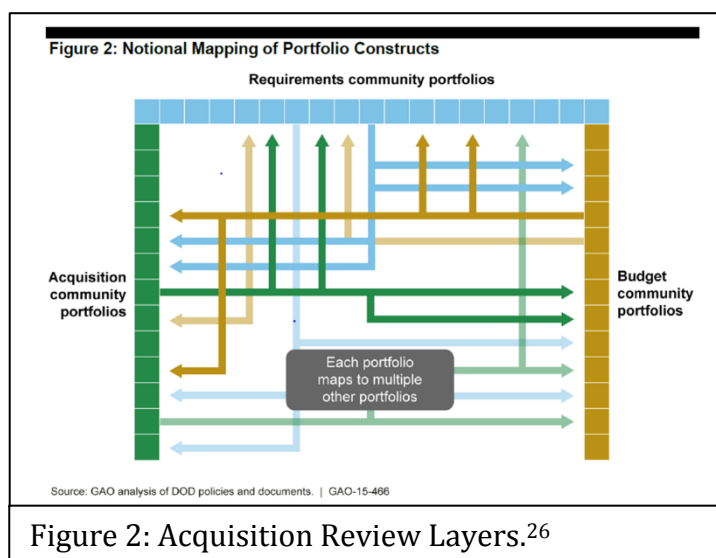 Figure 2: Notional Mapping of Portfolio Constructs
Requirements community portfolios
Acquisition
community
portfolios
Budget
community
portfolios
Each portfolio
maps to multiple
other portfolios
Source: GAO analysis of DOD policies and documents. | GAO-15-466
Figure 2: Acquisition Review Layers.26